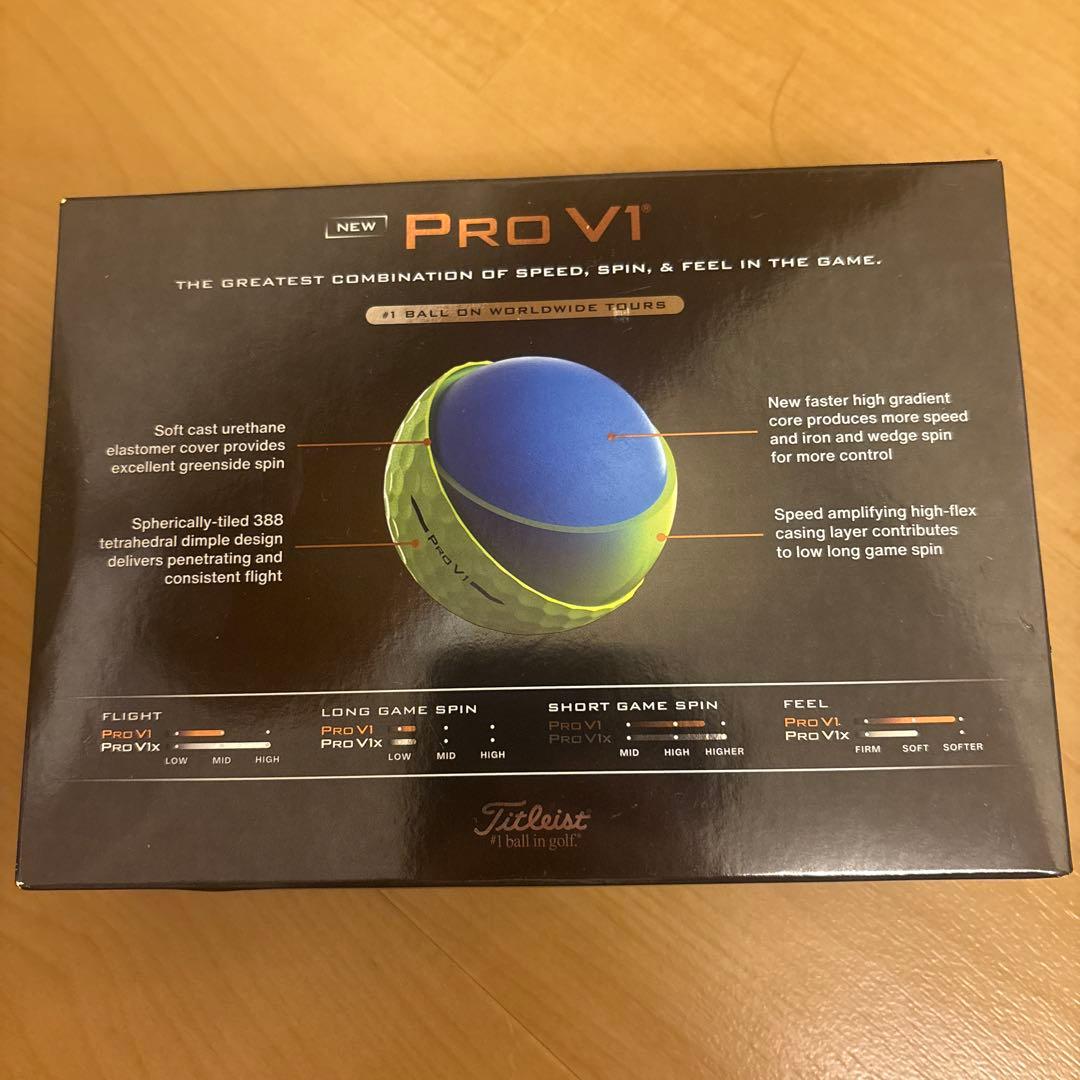 NEW PRO V1®
THE GREATEST COMBINATION OF SPEED, SPIN, & FEEL IN THE GAME.
#1 BALL ON WORLDWIDE TOURS
Soft cast urethane
elastomer cover provides
excellent greenside spin
Spherically-tiled 388
tetrahedral dimple design
delivers penetrating and
consistent flight
PRO V1
New faster high gradient
core produces more speed
and iron and wedge spin
for more control
Speed amplifying high-flex
casing layer contributes
to low long game spin
FLIGHT
PRO V1
PRO V1x
LOW MID HIGH
LONG GAME SPIN
PRO V1
PRO V1x
LOW MID HIGH
SHORT GAME SPIN
PRO V1
PRO V1x
MID HIGH HIGHER
FEEL
PRO V1
PRO V1x
FIRM SOFT SOFTER
Titleist®
#1 ball in golf.®